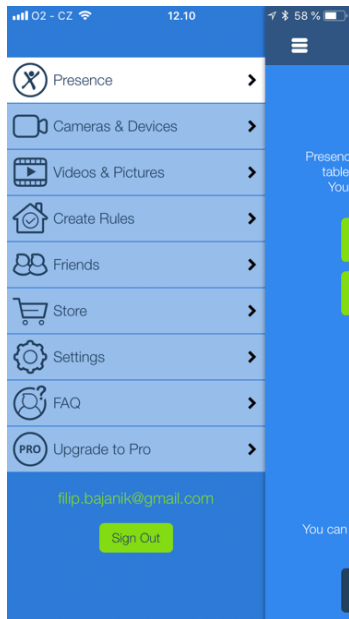 O2 - CZ 12.10 58 %
Presence
Cameras & Devices
Videos & Pictures
Create Rules
Friends
Store
Settings
FAQ
PRO Upgrade to Pro
filip.bajanik@gmail.com
Sign Out
Presenc
table
You
You can